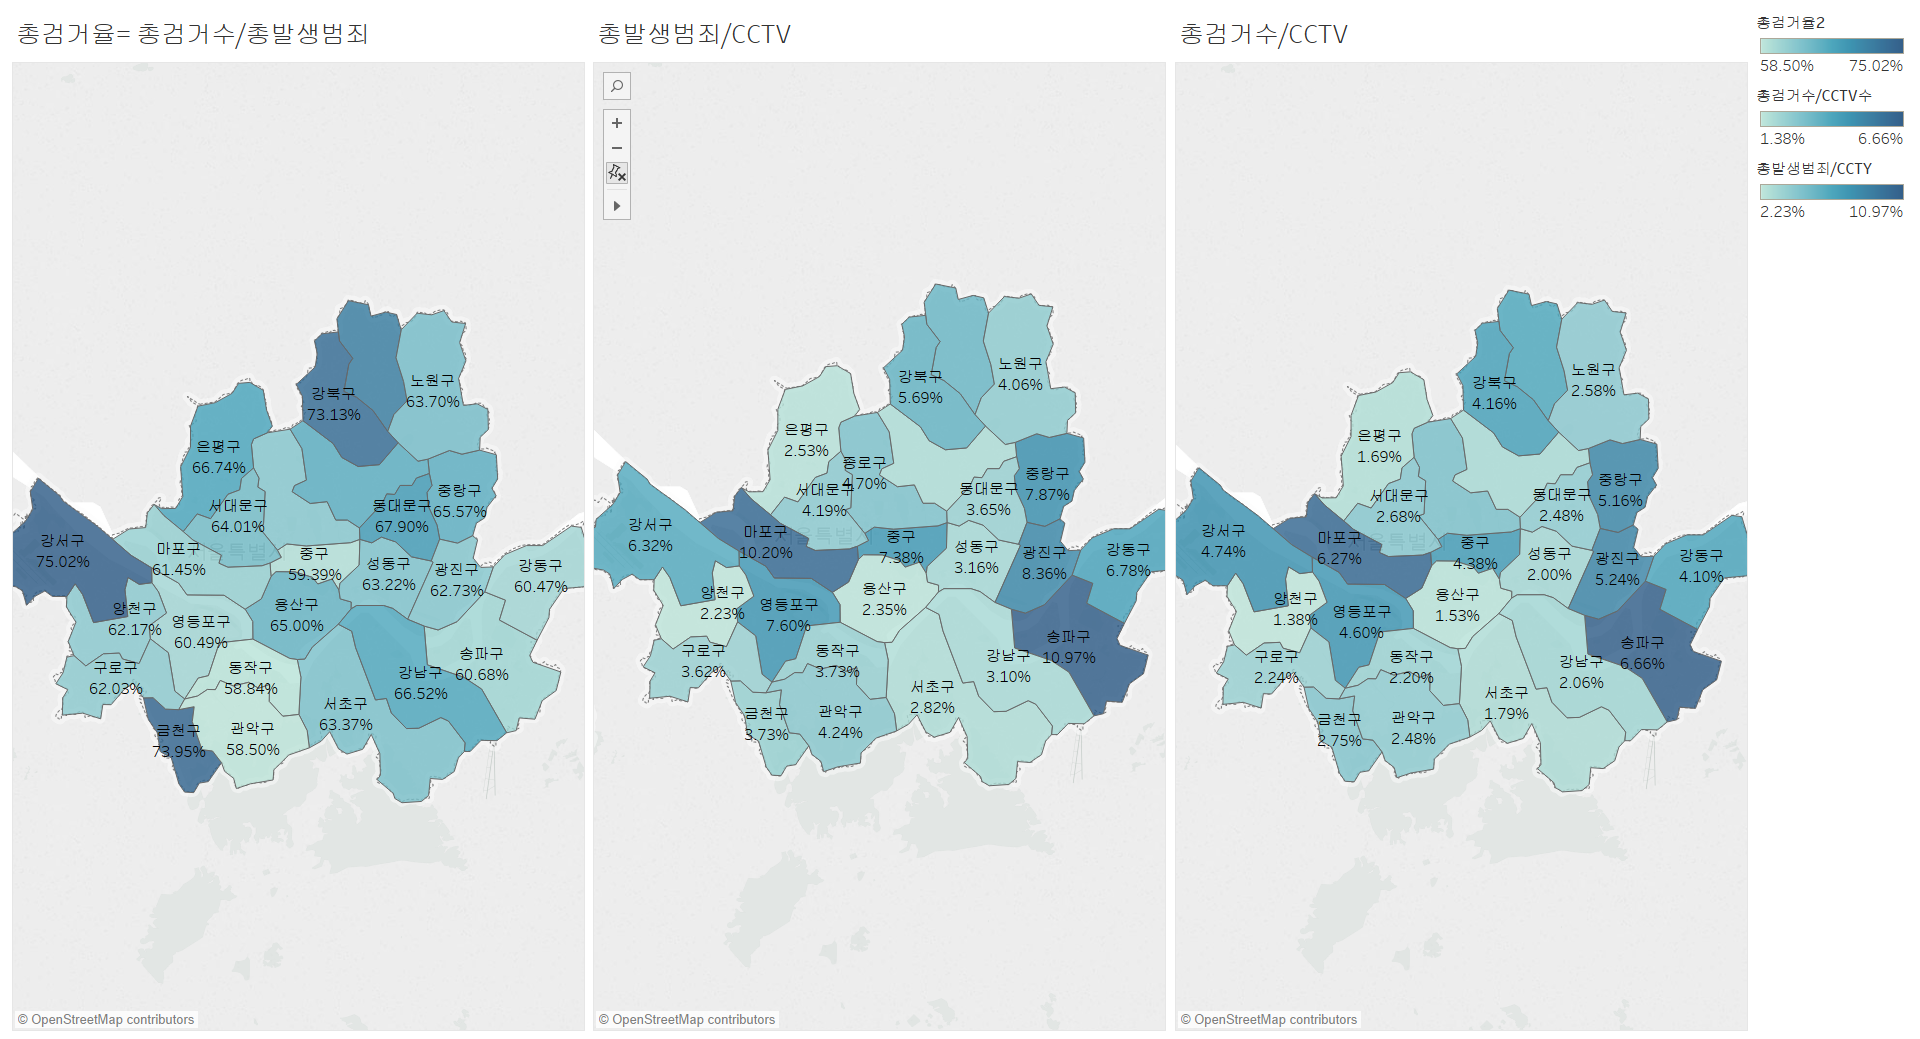 총검거율= 총검거수/총발생범죄
강북구
73.13%
노원구
63.70%
은평구
66.74%
서대문구
64.01%
동대문구
67.90%
중랑구
65.57%
강서구
75.02%
마포구
61.45%
중구
59.39%
성동구
63.22%
광진구
62.73%
강동구
60.47%
양천구
62.17%
영등포구
60.49%
용산구
65.00%
구로구
62.03%
동작구
58.84%
강남구
66.52%
송파구
60.68%
금천구
73.95%
관악구
58.50%
서초구
63.37%
© OpenStreetMap contributors
총발생범죄/CCTV
강북구
5.69%
노원구
4.06%
은평구
2.53%
종로구
4.70%
서대문구
4.19%
동대문구
3.65%
중랑구
7.87%
강서구
6.32%
마포구
10.20%
중구
7.38%
성동구
3.16%
광진구
8.36%
강동구
6.78%
양천구
2.23%
영등포구
7.60%
용산구
2.35%
구로구
3.62%
동작구
3.73%
강남구
3.10%
송파구
10.97%
금천구
3.73%
관악구
4.24%
서초구
2.82%
© OpenStreetMap contributors
총검거수/CCTV
강북구
4.16%
노원구
2.58%
은평구
1.69%
서대문구
2.68%
동대문구
2.48%
중랑구
5.16%
강서구
4.74%
마포구
6.27%
서울특별시
중구
4.38%
성동구
2.00%
광진구
5.24%
강동구
4.10%
양천구
1.38%
영등포구
4.60%
용산구
1.53%
구로구
2.24%
동작구
2.20%
강남구
2.06%
송파구
6.66%
금천구
2.75%
관악구
2.48%
서초구
1.79%
© OpenStreetMap contributors
총검거율2
58.50% 75.02%
총검거수/CCTV수
1.38% 6.66%
총발생범죄/CCTY
2.23% 10.97%